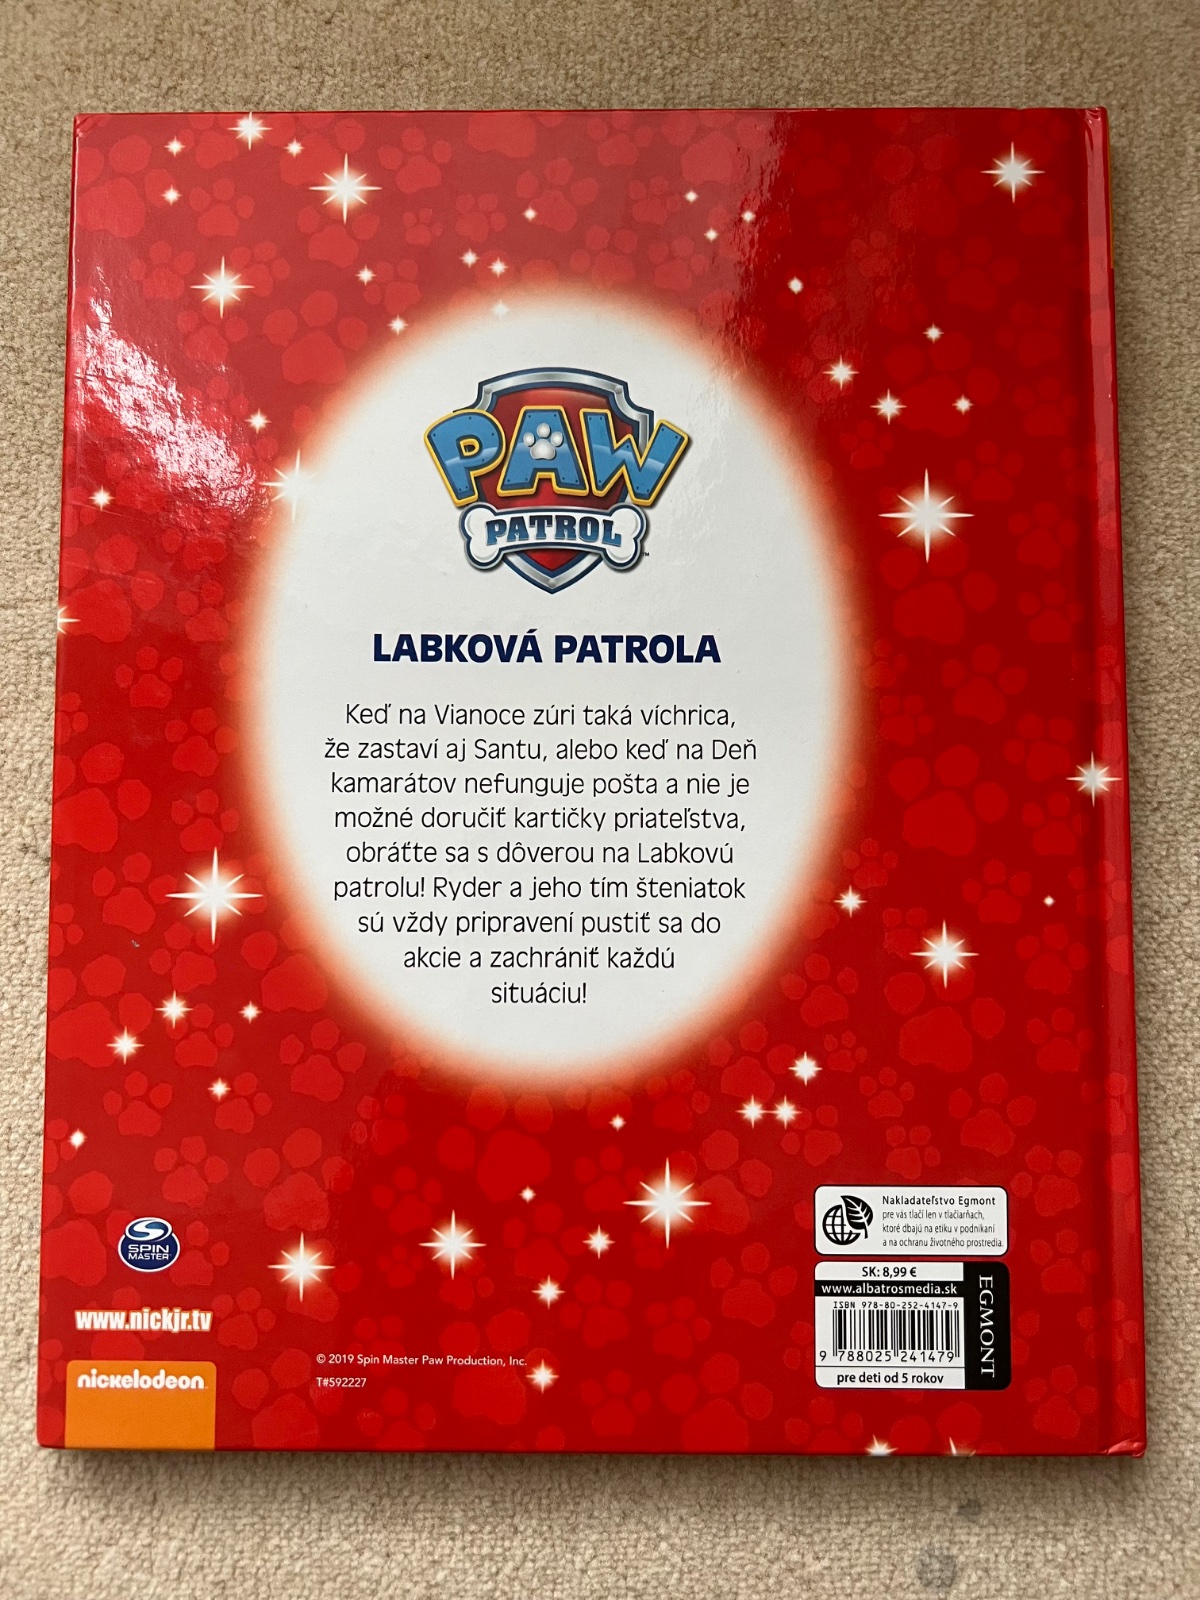 PAW
PATROL
™
LABKOVÁ PATROLA
Keď na Vianoce zúri taká víchrica,
že zastaví aj Santu, alebo keď na Deň
kamarátov nefunguje pošta a nie je
možné doručiť kartičky priateľstva,
obráťte sa s dôverou na Labkovú
patrolu! Ryder a jeho tím šteniatok
sú vždy pripravení pustiť sa do
akcie a zachrániť každú
situáciu!
SPIN
MASTER
www.nickjr.tv
nickelodeon
© 2019 Spin Master Paw Production, Inc.
T#592227
Nakladateľstvo Egmont
pre vás tlačí len v tlačiarňach,
ktoré dbajú na etiku v podnikaní
a na ochranu životného prostredia.
SK: 8,99 €
www.albatrosmedia.sk
ISBN 978-80-252-4147-9
9 788025 241479
pre deti od 5 rokov
EGMONT